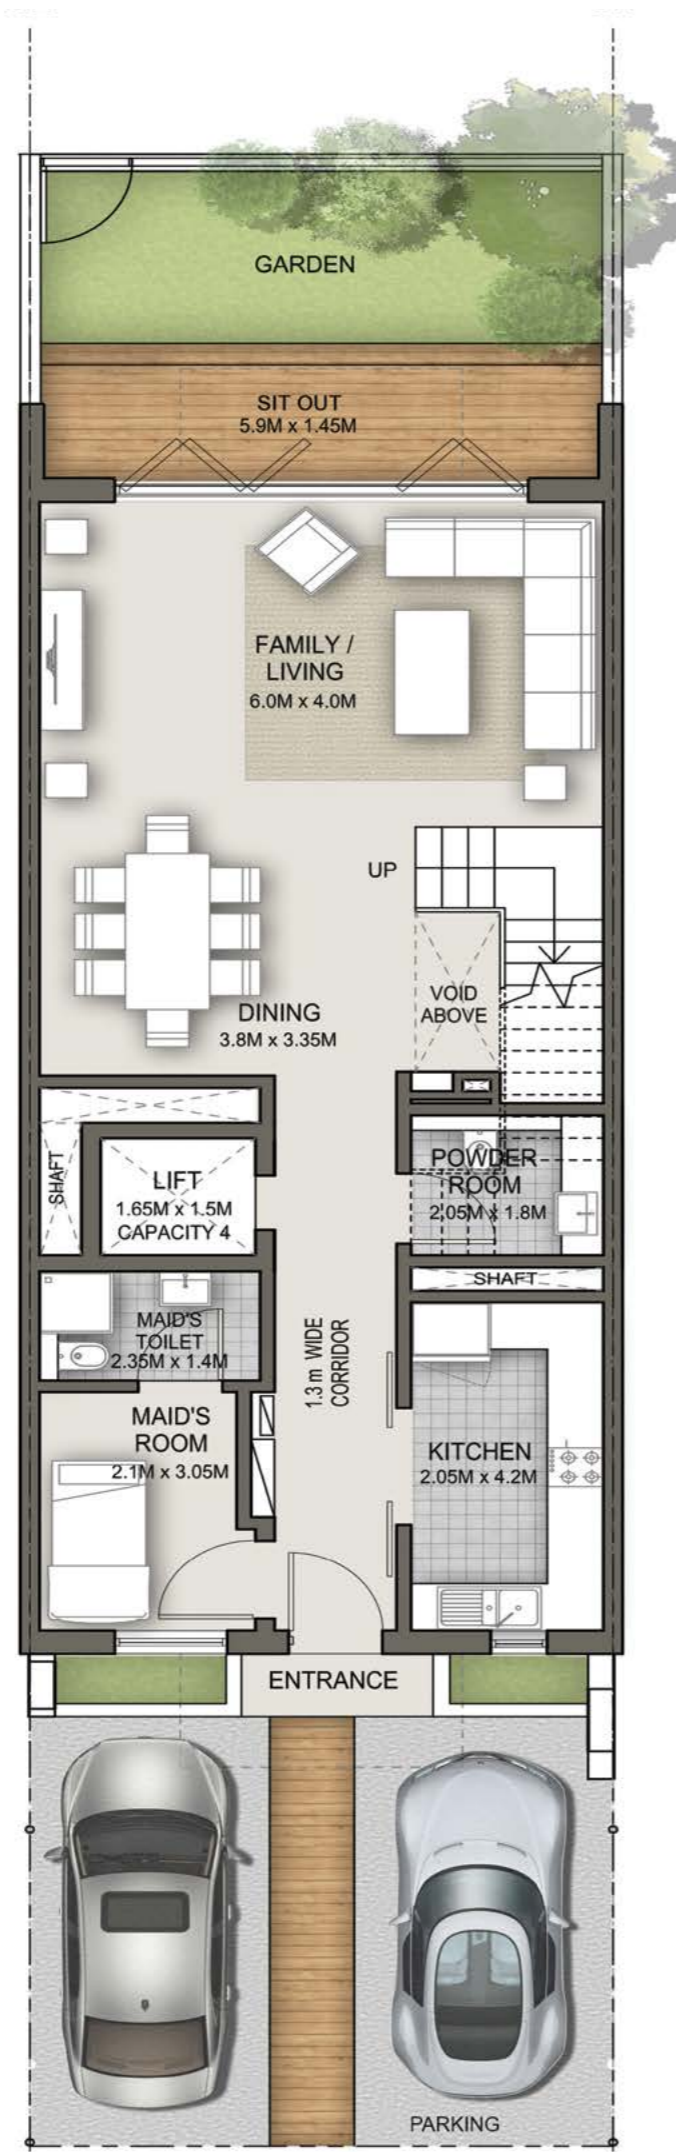 GARDEN
SIT OUT
5.9M x 1.45M
FAMILY /
LIVING
6.0M x 4.0M
UP
VOID
ABOVE
DINING
3.8M x 3.35M
SHAFT
LIFT
1.65M x 1.5M
CAPACITY 4
POWDER
ROOM
2.05M x 1.8M
SHAFT
MAID'S
TOILET
2.35M x 1.4M
1.3 m WIDE
CORRIDOR
MAID'S
ROOM
2.1M x 3.05M
KITCHEN
2.05M x 4.2M
ENTRANCE
PARKING